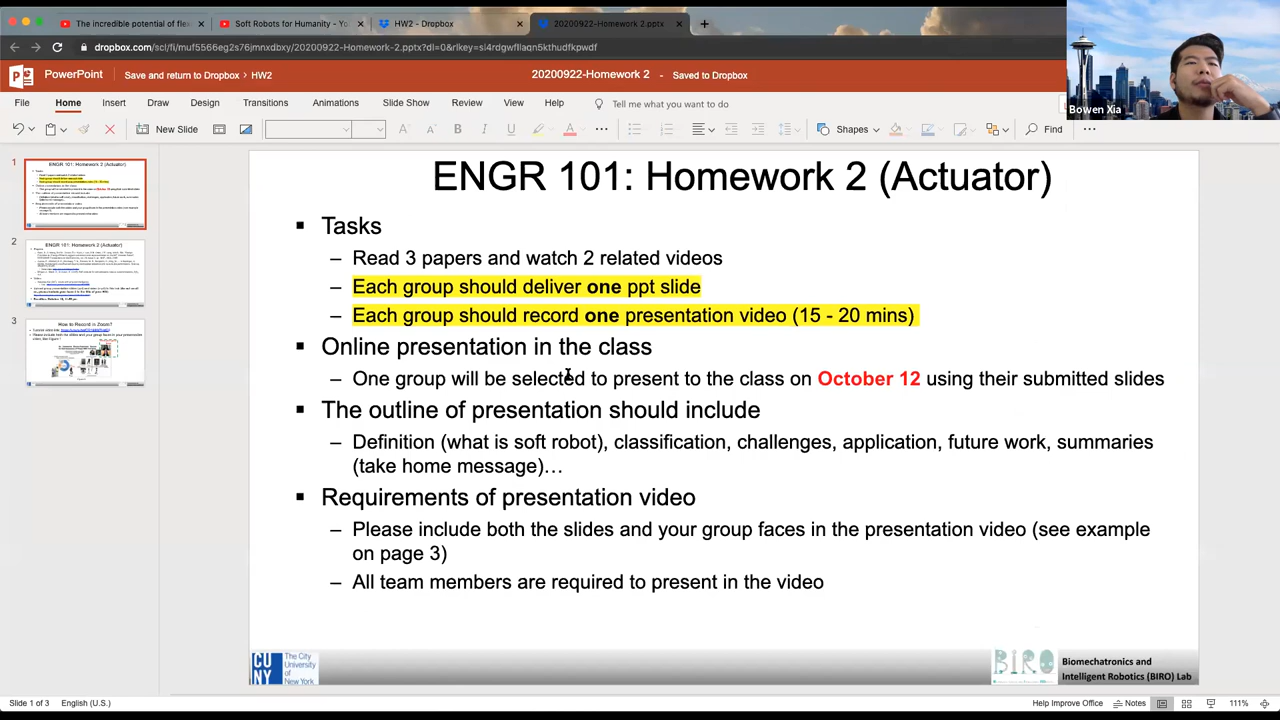 The incredible potential of fle
Soft Robots for Humanity - Yo
HW2 - Dropbox
20200922-Homework 2.pptx
dropbox.com/scl/fi/muf5566eg2s76jmnxdbxy/20200922-Homework-2.pptx?dl=0&rlkey=
PowerPoint
Save and return to Dropbox > HW2
20200922-Homework 2 - Saved to Dropbox
Bowen Xia
File Home Insert Draw Design Transitions Animations Slide Show Review View Help Tell me what you want to do
New Slide
B I U A
Shapes
Find
1
2
3
ENGR 101: Homework 2 (Actuator)
▪ Tasks
– Read 3 papers and watch 2 related videos
– Each group should deliver one ppt slide
– Each group should record one presentation video (15 - 20 mins)
▪ Online presentation in the class
– One group will be selected to present to the class on October 12 using their submitted slides
▪ The outline of presentation should include
– Definition (what is soft robot), classification, challenges, application, future work, summaries
(take home message)…
▪ Requirements of presentation video
– Please include both the slides and your group faces in the presentation video (see example
on page 3)
– All team members are required to present in the video
CU
NY
The City
University
of
New York
BIRO
Biomechatronics and
Intelligent Robotics (BIRO) Lab
ENGR 101: Homework 2 (Actuator)
ENGR 101: Homework 2 (Actuator)
How to Record in Zoom?
Slide 1 of 3 English (U.S.)
Help Improve Office Notes 111%